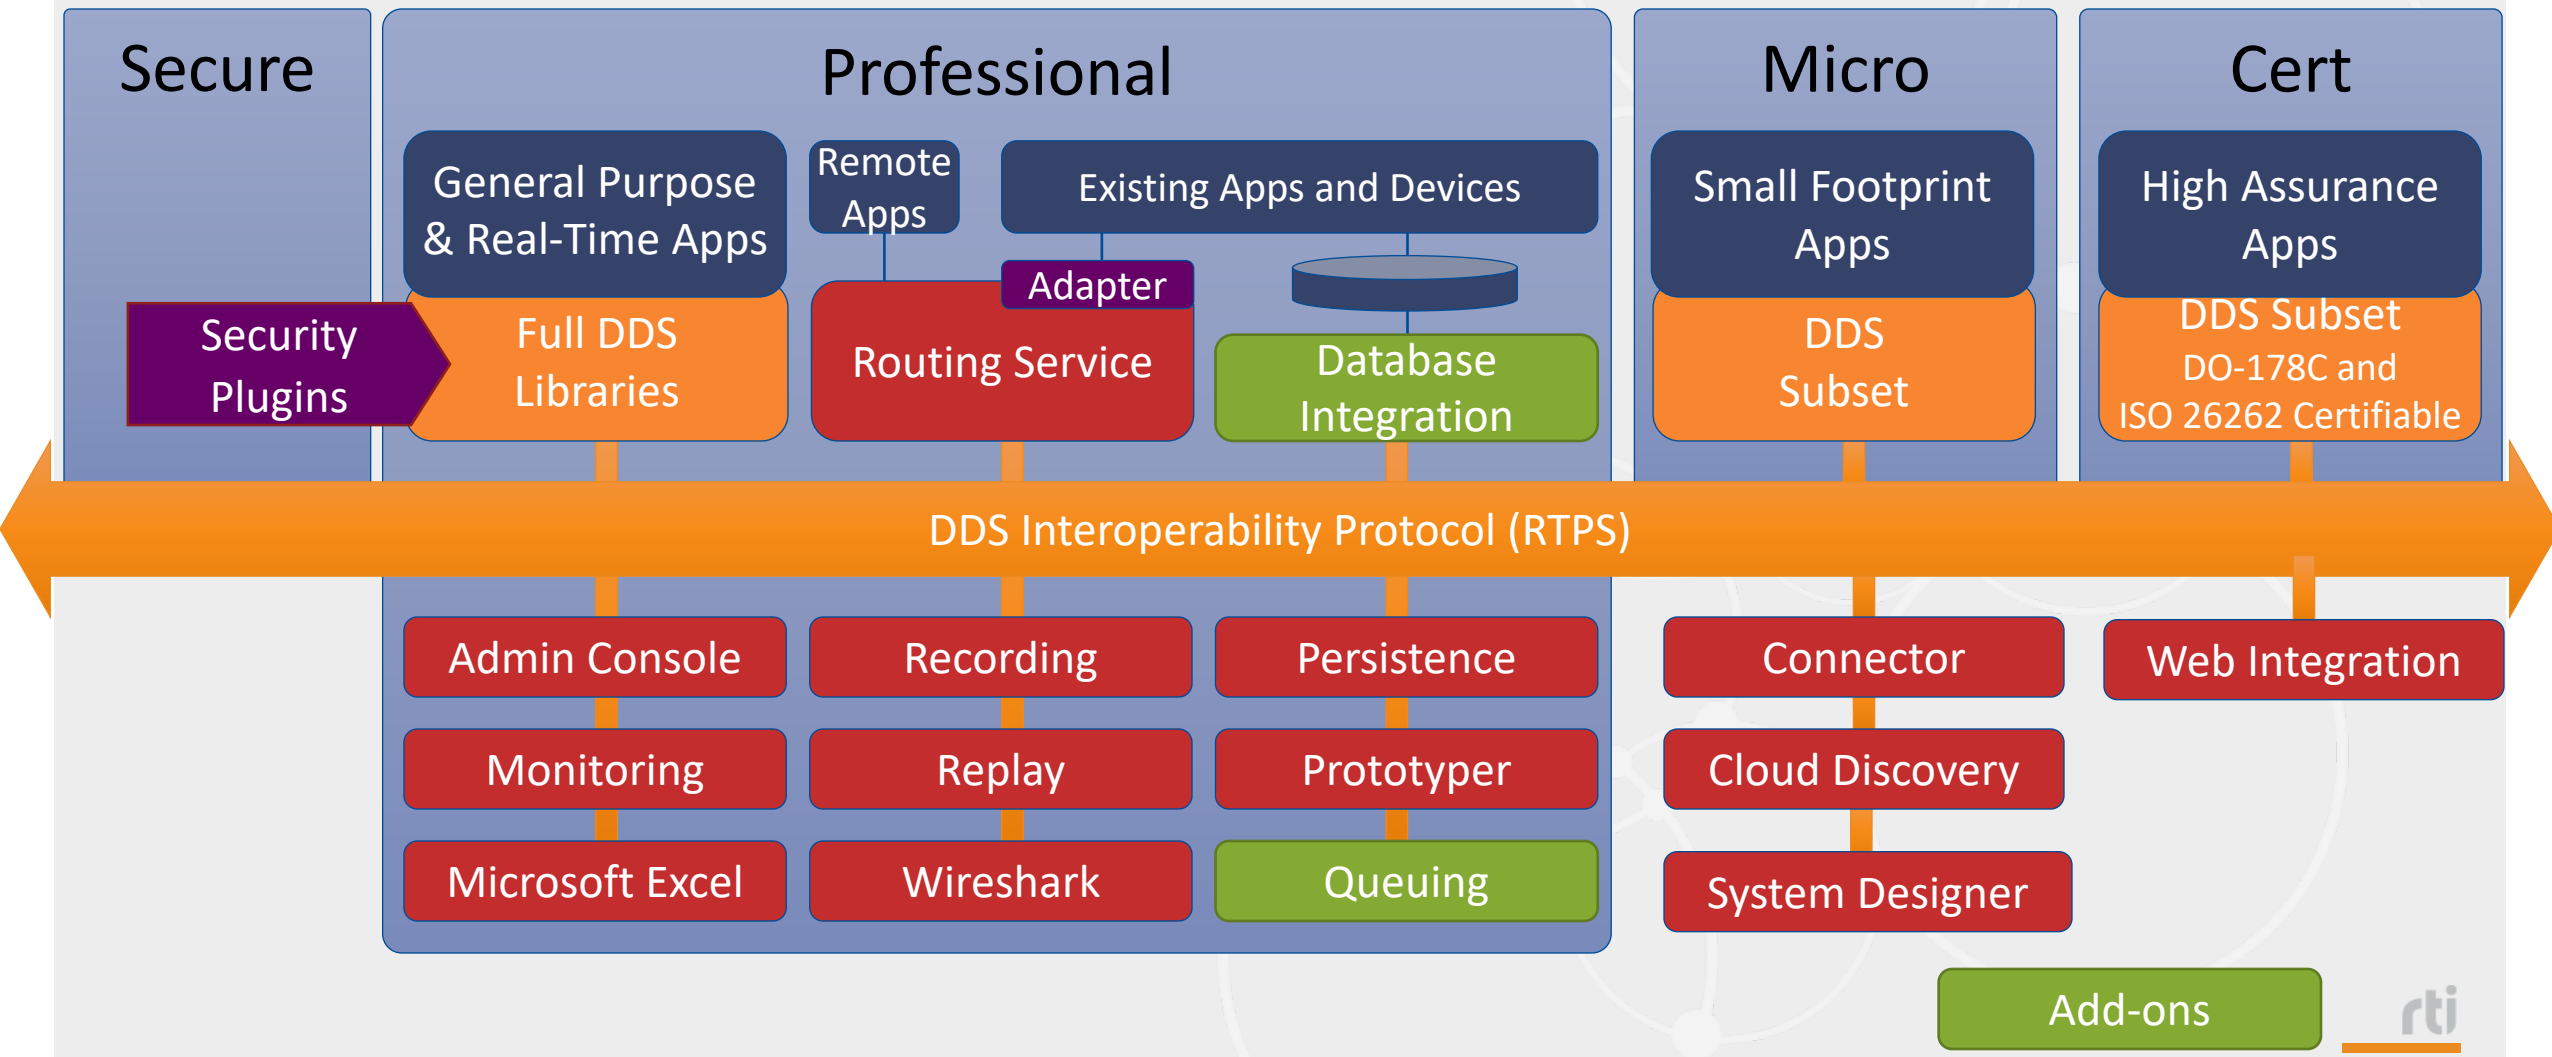 Secure
Professional
Micro
Cert
General Purpose
& Real-Time Apps
Remote
Apps
Existing Apps and Devices
Small Footprint
Apps
High Assurance
Apps
Adapter
Security
Plugins
Full DDS
Libraries
Routing Service
Database
Integration
DDS
Subset
DDS Subset
DO-178C and
ISO 26262 Certifiable
DDS Interoperability Protocol (RTPS)
Admin Console
Recording
Persistence
Connector
Web Integration
Monitoring
Replay
Prototyper
Cloud Discovery
Microsoft Excel
Wireshark
Queuing
System Designer
Add-ons
rti